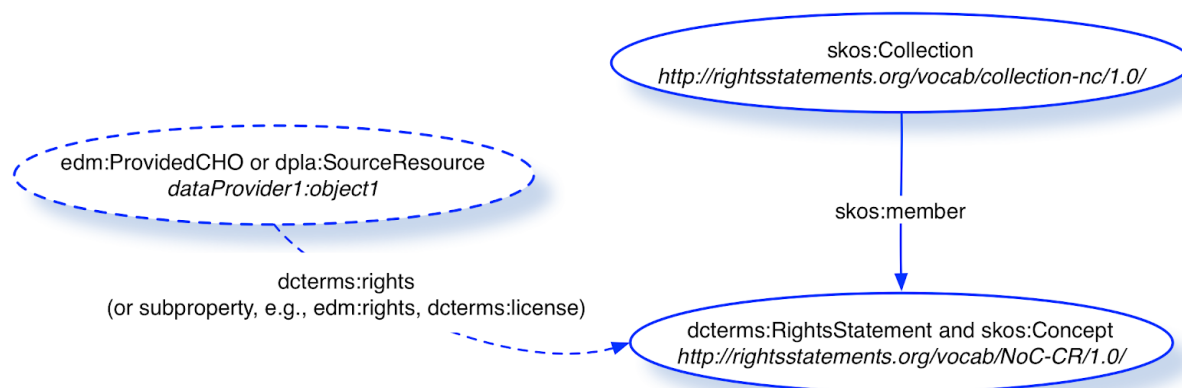 skos:Collection
http://rightsstatements.org/vocab/collection-nc/1.0/
edm:ProvidedCHO or dpla:SourceResource
dataProvider1:object1
skos:member
dcterms:rights
(or subproperty, e.g., edm:rights, dcterms:license)
dcterms:RightsStatement and skos:Concept
http://rightsstatements.org/vocab/NoC-CR/1.0/